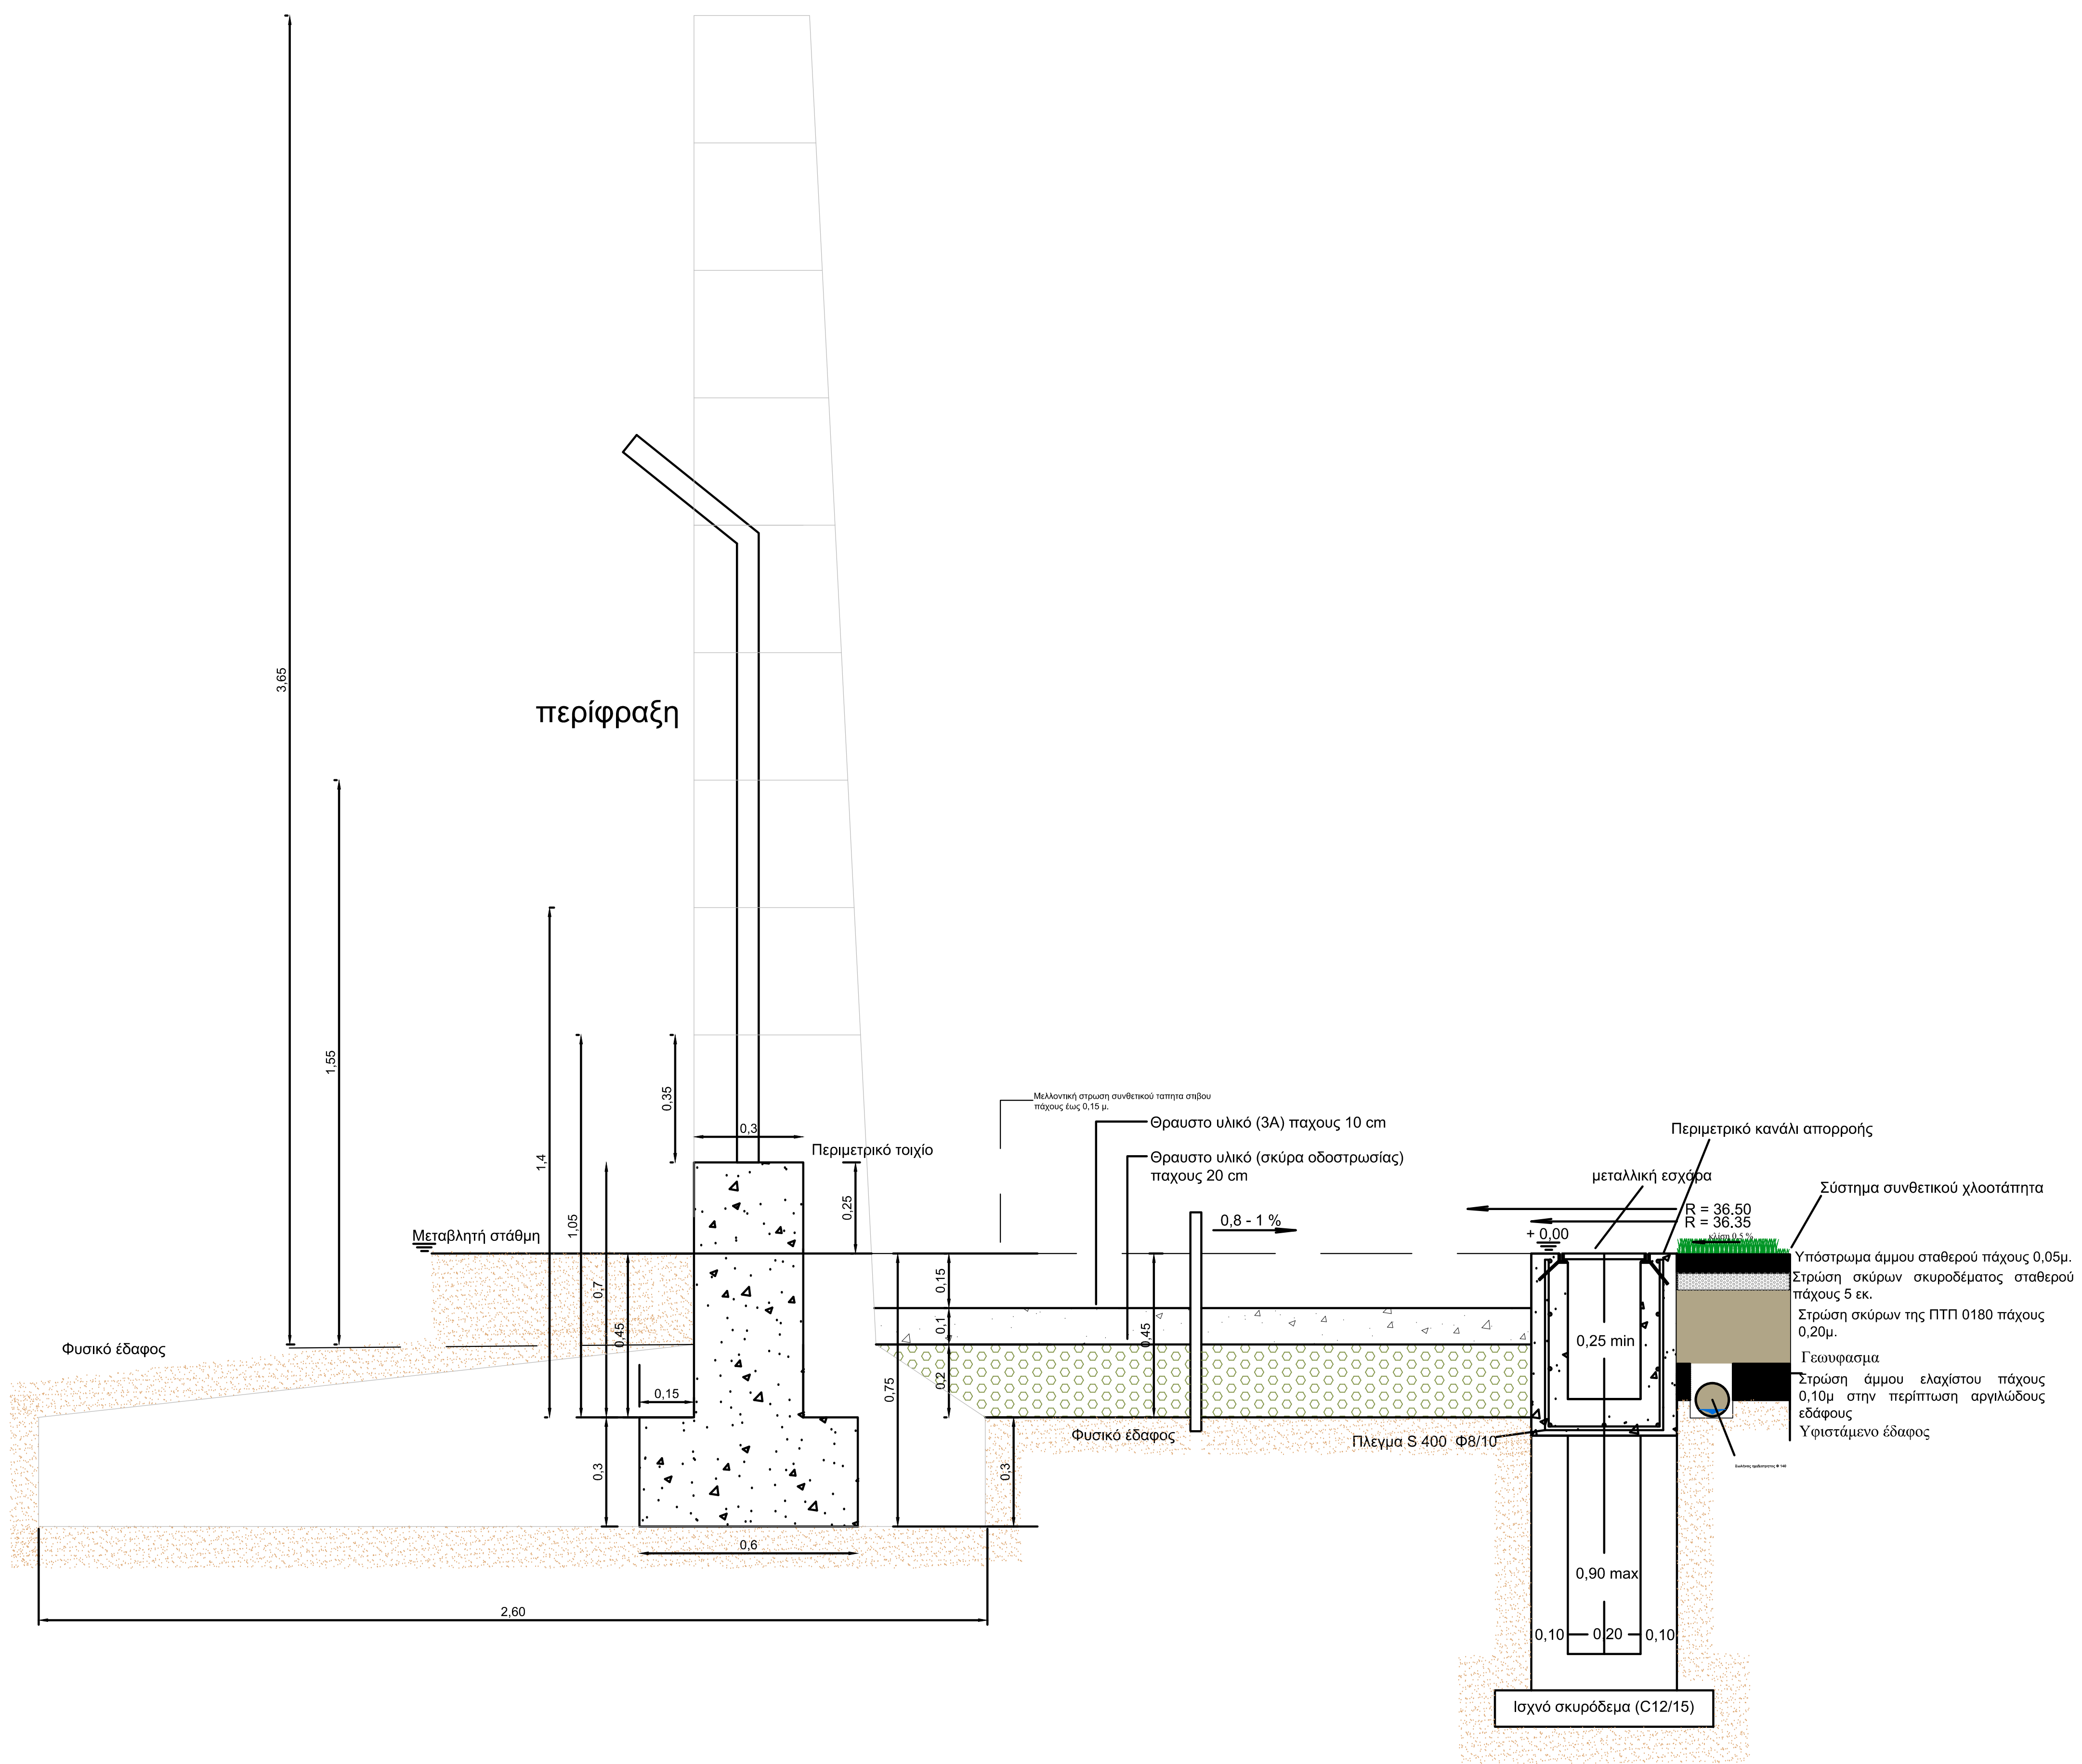 3,65
περίφραξη
1,55
1,4
1,05
0,35
0,3
Περιμετρικό τοιχίο
0,25
Μεταβλητή στάθμη
0,7
0,45
Φυσικό έδαφος
0,15
0,3
0,6
2,60
Μελλοντική στρωση συνθετικού ταπητα στιβου
πάχους έως 0,15 μ.
Θραυστο υλικό (3Α) παχους 10 cm
Θραυστο υλικό (σκύρα οδοστρωσίας)
παχους 20 cm
0,8 - 1 %
0,15
0,1
0,2
0,45
0,75
0,3
Φυσικό έδαφος
Πλεγμα S 400 Φ8/10
Περιμετρικό κανάλι απορροής
μεταλλική εσχάρα
R = 36.50
R = 36.35
+ 0,00
κλίση 0,5 %
0,25 min
0,90 max
0,10
0,20
0,10
Ισχνό σκυρόδεμα (C12/15)
Σύστημα συνθετικού χλοοτάπητα
Υπόστρωμα άμμου σταθερού πάχους 0,05μ.
Στρώση σκύρων σκυροδέματος σταθερού
πάχους 5 εκ.
Στρώση σκύρων της ΠΤΠ 0180 πάχους
0,20μ.
Γεωυφασμα
Στρώση άμμου ελαχίστου πάχους
0,10μ στην περίπτωση αργιλώδους
εδάφους
Υφιστάμενο έδαφος